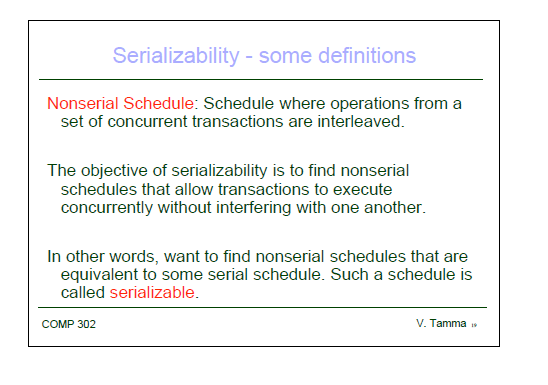 Serializability - some definitions
Nonserial Schedule: Schedule where operations from a
set of concurrent transactions are interleaved.
The objective of serializability is to find nonserial
schedules that allow transactions to execute
concurrently without interfering with one another.
In other words, want to find nonserial schedules that are
equivalent to some serial schedule. Such a schedule is
called serializable.
COMP 302
V. Tamma 19